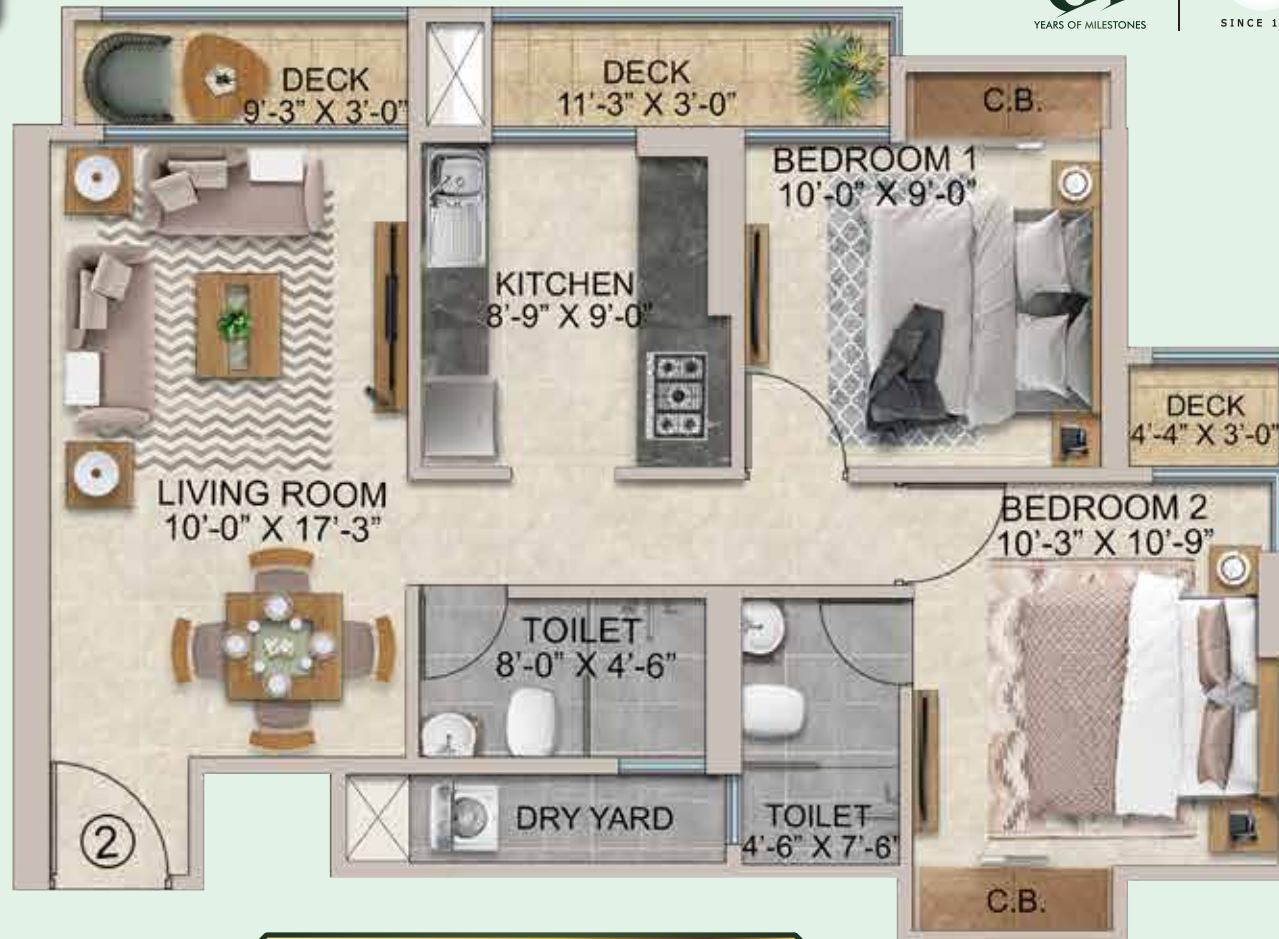 YEARS OF MILESTONES
SINCE 1
DECK
9'-3" X 3'-0"
DECK
11'-3" X 3'-0"
C.B.
BEDROOM 1
10'-0" X 9'-0"
KITCHEN
8'-9" X 9'-0"
DECK
4'-4" X 3'-0"
LIVING ROOM
10'-0" X 17'-3"
BEDROOM 2
10'-3" X 10'-9"
TOILET
8'-0" X 4'-6"
DRY YARD
TOILET
4'-6" X 7'-6"
2
C.B.